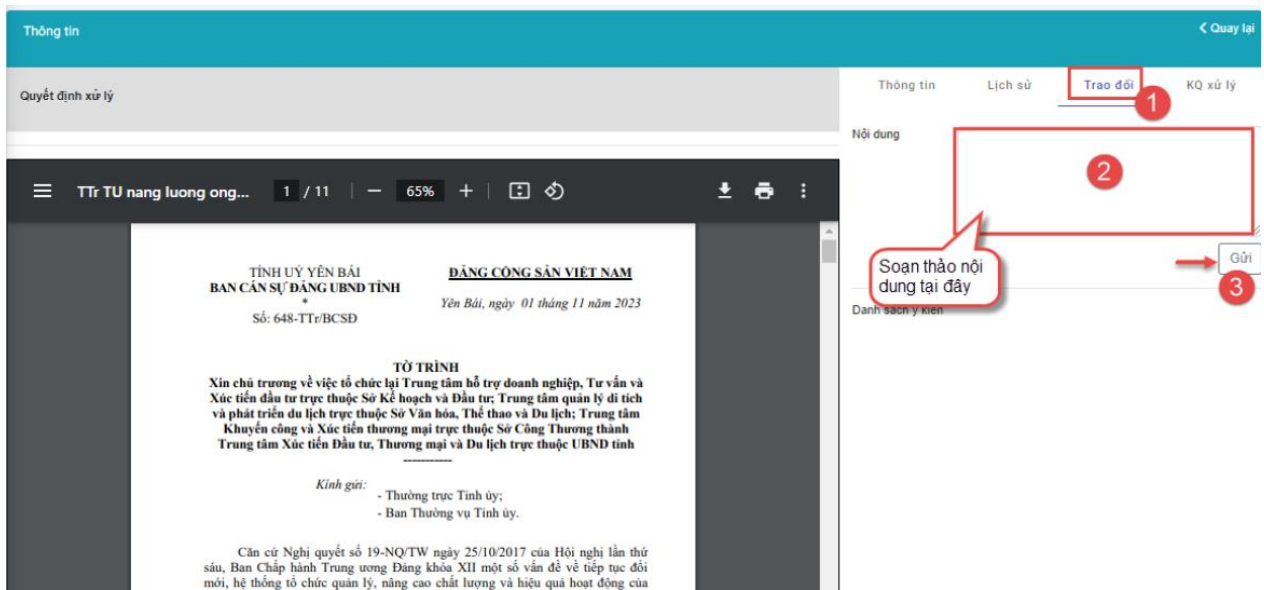 Thông tin
Quay lại
Quyết định xử lý
Thông tin Lịch sử Trao đổi KQ xử lý
1
Nội dung
2
Soạn thảo nội
dung tại đây
Gửi
3
Danh sách ý kiến
TTr TU nang luong ong... 1 / 11 65%
TỈNH UỶ YÊN BÁI
BAN CÁN SỰ ĐẢNG UBND TỈNH
*
Số: 648-TTr/BCSĐ
ĐẢNG CỘNG SẢN VIỆT NAM
Yên Bái, ngày 01 tháng 11 năm 2023
TỜ TRÌNH
Xin chủ trương về việc tổ chức lại Trung tâm hỗ trợ doanh nghiệp, Tư vấn và
Xúc tiến đầu tư trực thuộc Sở Kế hoạch và Đầu tư; Trung tâm quản lý di tích
và phát triển du lịch trực thuộc Sở Văn hóa, Thể thao và Du lịch; Trung tâm
Khuyến công và Xúc tiến thương mại trực thuộc Sở Công Thương thành
Trung tâm Xúc tiến Đầu tư, Thương mại và Du lịch trực thuộc UBND tỉnh
-----------
Kính gửi:
- Thường trực Tỉnh ủy;
- Ban Thường vụ Tỉnh ủy.
Căn cứ Nghị quyết số 19-NQ/TW ngày 25/10/2017 của Hội nghị lần thứ
sáu, Ban Chấp hành Trung ương Đảng khóa XII một số vấn đề về tiếp tục đổi
mới, hệ thống tổ chức quản lý, nâng cao chất lượng và hiệu quả hoạt động của